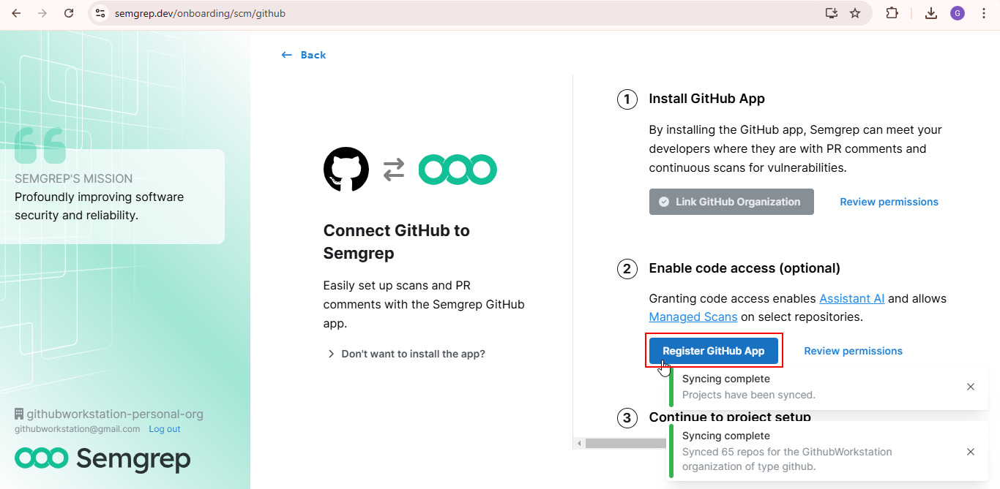 semgrep.dev/onboarding/scm/github
G
Back
SEMGREP'S MISSION
Profoundly improving software
security and reliability.
githubworkstation-personal-org
githubworkstation@gmail.com Log out
Semgrep
Connect GitHub to
Semgrep
Easily set up scans and PR
comments with the Semgrep GitHub
app.
Don't want to install the app?
1 Install GitHub App
By installing the GitHub app, Semgrep can meet your
developers where they are with PR comments and
continuous scans for vulnerabilities.
Link GitHub Organization Review permissions
2 Enable code access (optional)
Granting code access enables Assistant AI and allows
Managed Scans on select repositories.
Register GitHub App Review permissions
Syncing complete
Projects have been synced.
3 Continue to project setup
Syncing complete
Synced 65 repos for the GithubWorkstation
organization of type github.